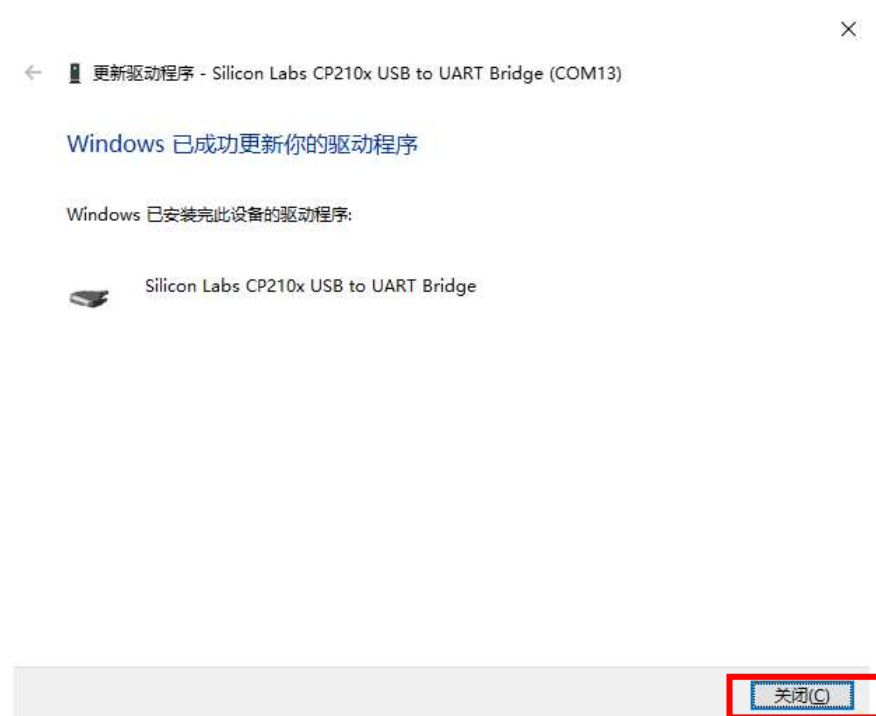 更新驱动程序 - Silicon Labs CP210x USB to UART Bridge (COM13)
Windows 已成功更新你的驱动程序
Windows 已安装完此设备的驱动程序:
Silicon Labs CP210x USB to UART Bridge
关闭(C)